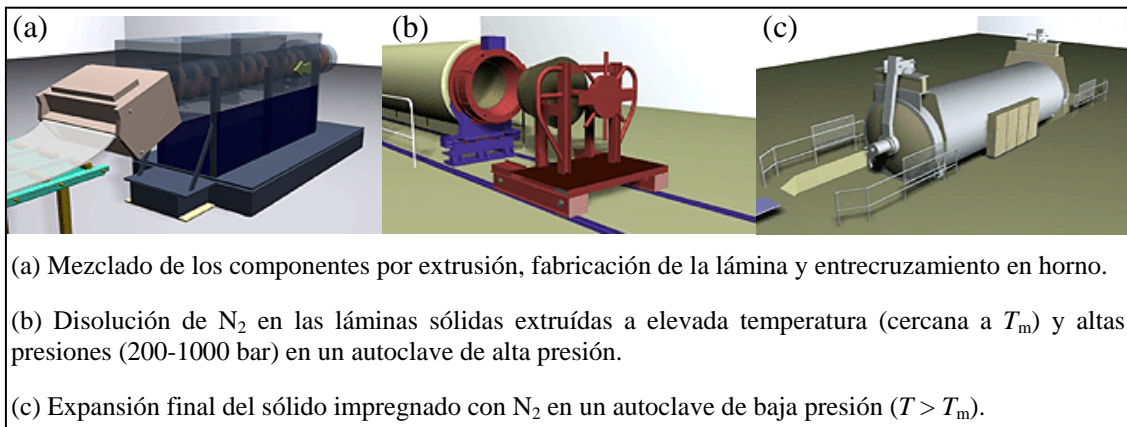 (a)
(b)
(c)
(a) Mezclado de los componentes por extrusión, fabricación de la lámina y entrecruzamiento en horno.
(b) Disolución de N₂ en las láminas sólidas extruídas a elevada temperatura (cercana a Tₘ) y altas
presiones (200-1000 bar) en un autoclave de alta presión.
(c) Expansión final del sólido impregnado con N₂ en un autoclave de baja presión (T > Tₘ).